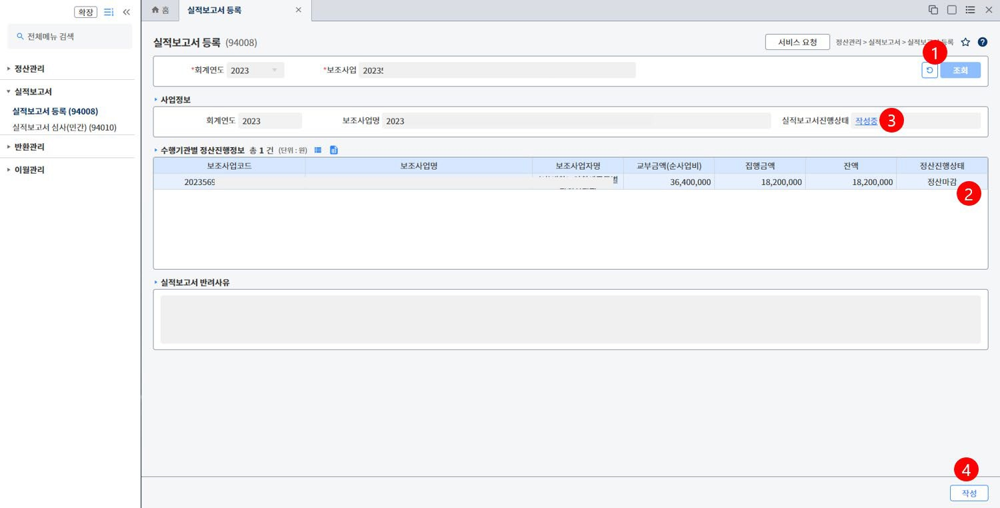 확장
전체메뉴 검색
정산관리
실적보고서
실적보고서 등록 (94008)
실적보고서 심사(민간) (94010)
반환관리
이월관리
홈
실적보고서 등록
실적보고서 등록 (94008)
서비스 요청
정산관리 > 실적보고서 > 실적보 등록
1
*회계연도 2023
*보조사업 2023
조회
사업정보
회계연도 2023
보조사업명 2023
실적보고서진행상태 작성중
3
수행기관별 정산진행정보 총 1 건 (단위 : 원)
보조사업코드 보조사업명 보조사업자명 교부금액(순사업비) 집행금액 잔액 정산진행상태
202356 36,400,000 18,200,000 18,200,000 정산마감
2
실적보고서 반려사유
4
작성